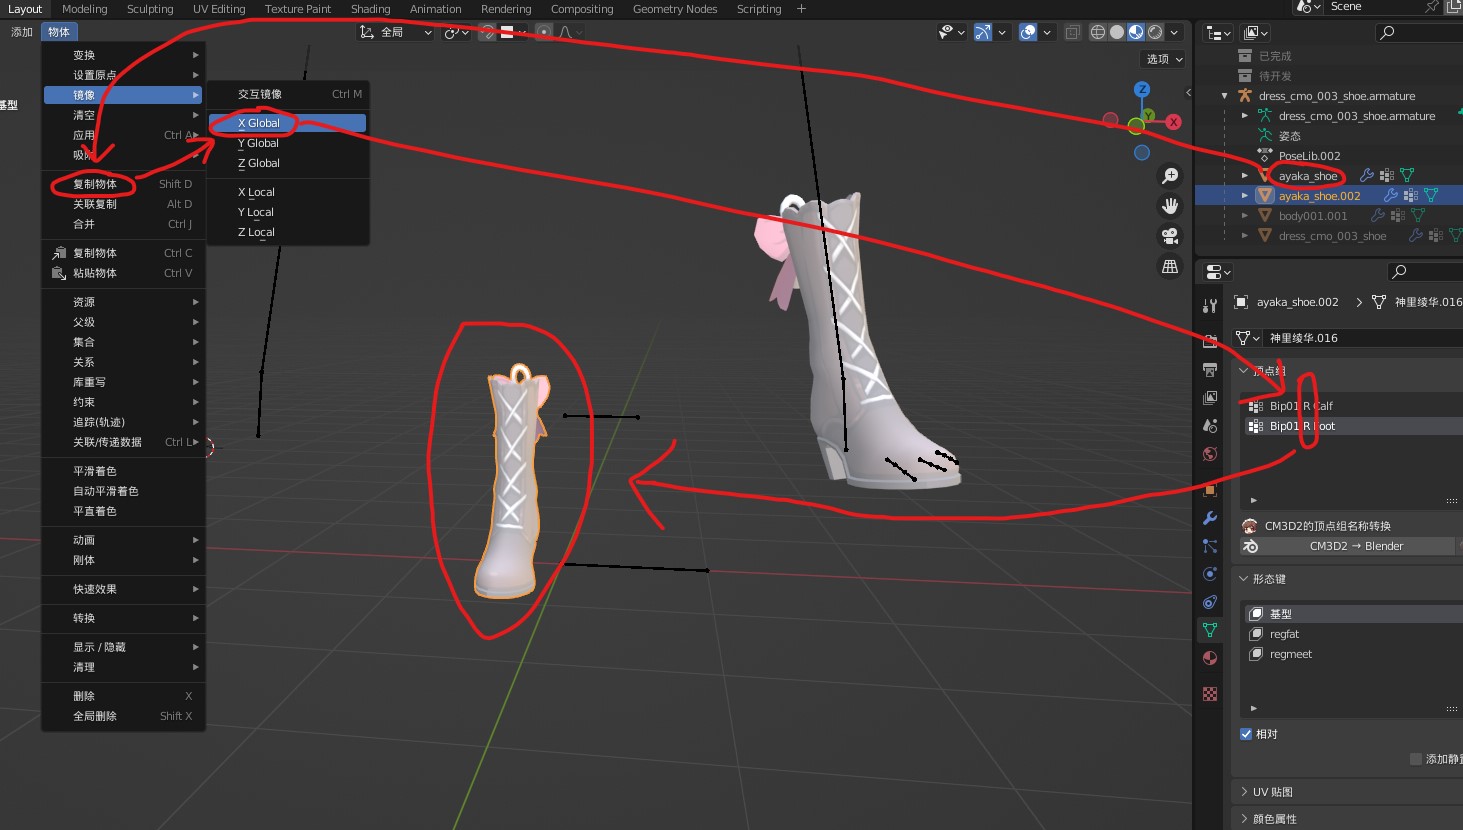 Layout Modeling Sculpting UV Editing Texture Paint Shading Animation Rendering Compositing Geometry Nodes Scripting + Scene
添加 物体 全局
选项
变换
设置原点
镜像
清空
应用 Ctrl A
复制物体 Shift D
关联复制 Alt D
合并 Ctrl J
复制物体 Ctrl C
粘贴物体 Ctrl V
资源
父级
集合
关系
库重写
约束
追踪(轨迹)
关联/传递数据 Ctrl L
平滑着色
自动平滑着色
平直着色
动画
刚体
快速效果
转换
显示 / 隐藏
清理
删除 X
全局删除 Shift X
基型
交互镜像 Ctrl M
X Global
Y Global
Z Global
X Local
Y Local
Z Local
Z
Y
X
已完成
待开发
dress_cmo_003_shoe.armature
dress_cmo_003_shoe.armature
姿态
PoseLib.002
ayaka_shoe
ayaka_shoe.002
body001.001
dress_cmo_003_shoe
ayaka_shoe.002 神里绫华.016
神里绫华.016
顶点组
Bip01 R Calf
Bip01 R Foot
CM3D2的顶点组名称转换
CM3D2 → Blender
形态键
基型
regfat
regmeet
相对
添加静
UV 贴图
颜色属性